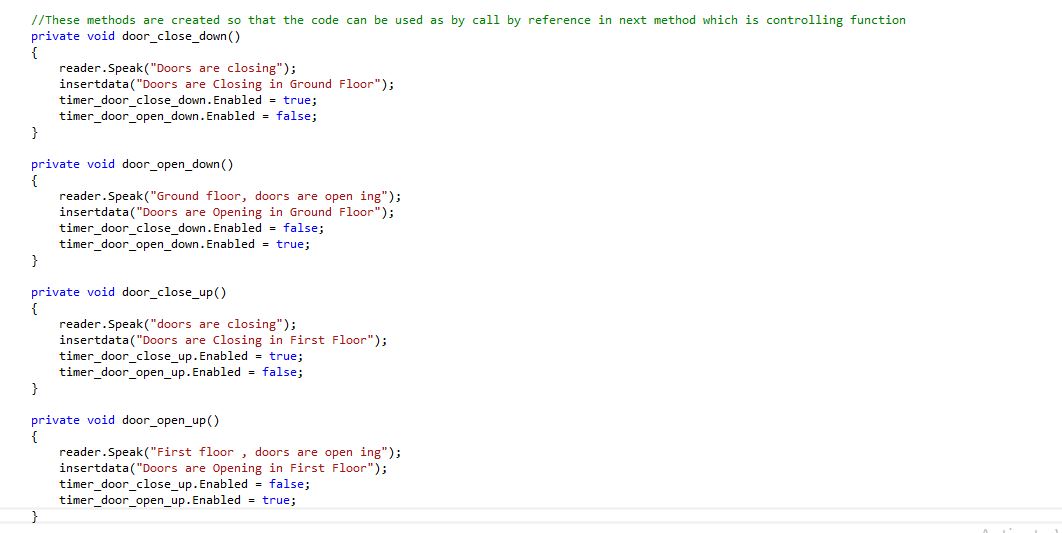 //These methods are created so that the code can be used as by call by reference in next method which is controlling function
private void door_close_down()
{
reader.Speak("Doors are closing");
insertdata("Doors are Closing in Ground Floor");
timer_door_close_down.Enabled = true;
timer_door_open_down.Enabled = false;
}
private void door_open_down()
{
reader.Speak("Ground floor, doors are open ing");
insertdata("Doors are Opening in Ground Floor");
timer_door_close_down.Enabled = false;
timer_door_open_down.Enabled = true;
}
private void door_close_up()
{
reader.Speak("doors are closing");
insertdata("Doors are Closing in First Floor");
timer_door_close_up.Enabled = true;
timer_door_open_up.Enabled = false;
}
private void door_open_up()
{
reader.Speak("First floor , doors are open ing");
insertdata("Doors are Opening in First Floor");
timer_door_close_up.Enabled = false;
timer_door_open_up.Enabled = true;
}